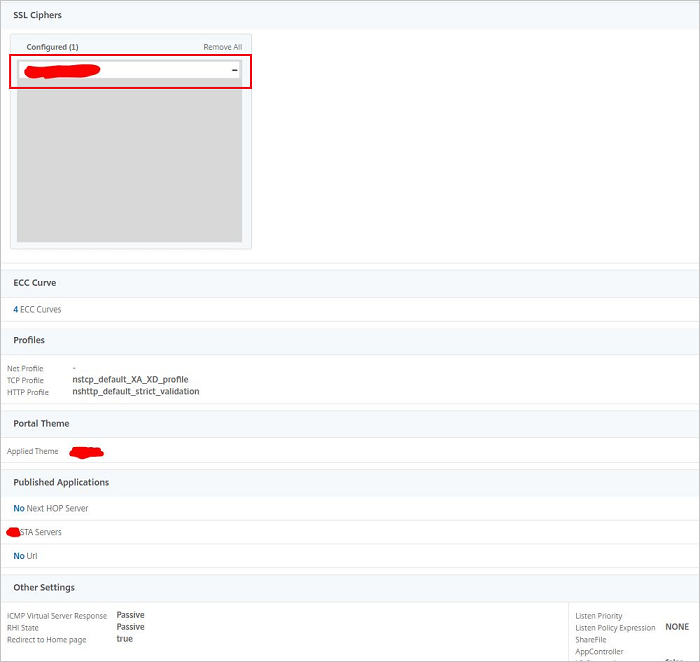 SSL Ciphers
Configured (1) Remove All
ECC Curve
4 ECC Curves
Profiles
Net Profile -
TCP Profile nstcp_default_XA_XD_profile
HTTP Profile nshttp_default_strict_validation
Portal Theme
Applied Theme
Published Applications
No Next HOP Server
STA Servers
No Url
Other Settings
ICMP Virtual Server Response Passive
RHI State Passive
Redirect to Home page true
Listen Priority
Listen Policy Expression NONE
ShareFile
AppController